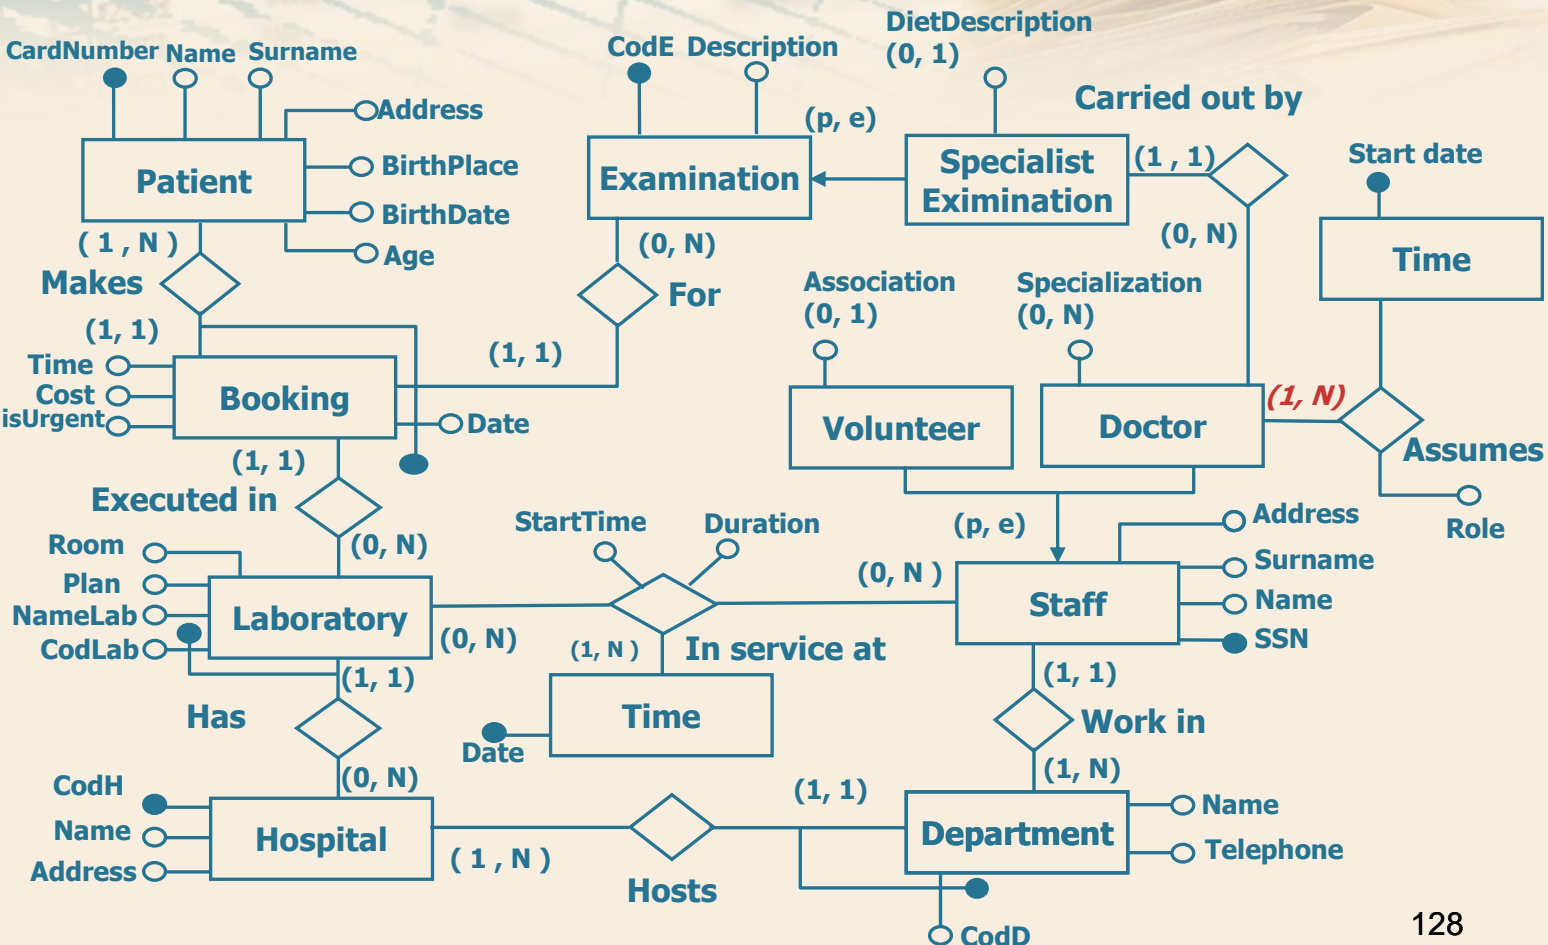 DietDescription
(0, 1)
CardNumber Name Surname
CodE Description
Address
(p, e)
Carried out by
Patient
BirthPlace
BirthDate
Age
Examination
Specialist
Eximination
(1 , 1)
Start date
( 1 , N )
(0, N)
(0, N)
Time
Makes
For
Association
(0, 1)
Specialization
(0, N)
(1, 1)
(1, 1)
Time
Cost
isUrgent
Booking
Date
Volunteer
Doctor
(1, N)
Assumes
Role
(1, 1)
Executed in
(0, N)
StartTime
Duration
(p, e)
Address
Surname
Name
SSN
Room
Plan
NameLab
CodLab
Laboratory
(0, N)
(0, N )
Staff
(1, N )
In service at
(1, 1)
(1, 1)
Has
Time
Date
Work in
(0, N)
(1, N)
CodH
Name
Address
Hospital
( 1 , N )
Hosts
(1, 1)
Department
Name
Telephone
CodD
128